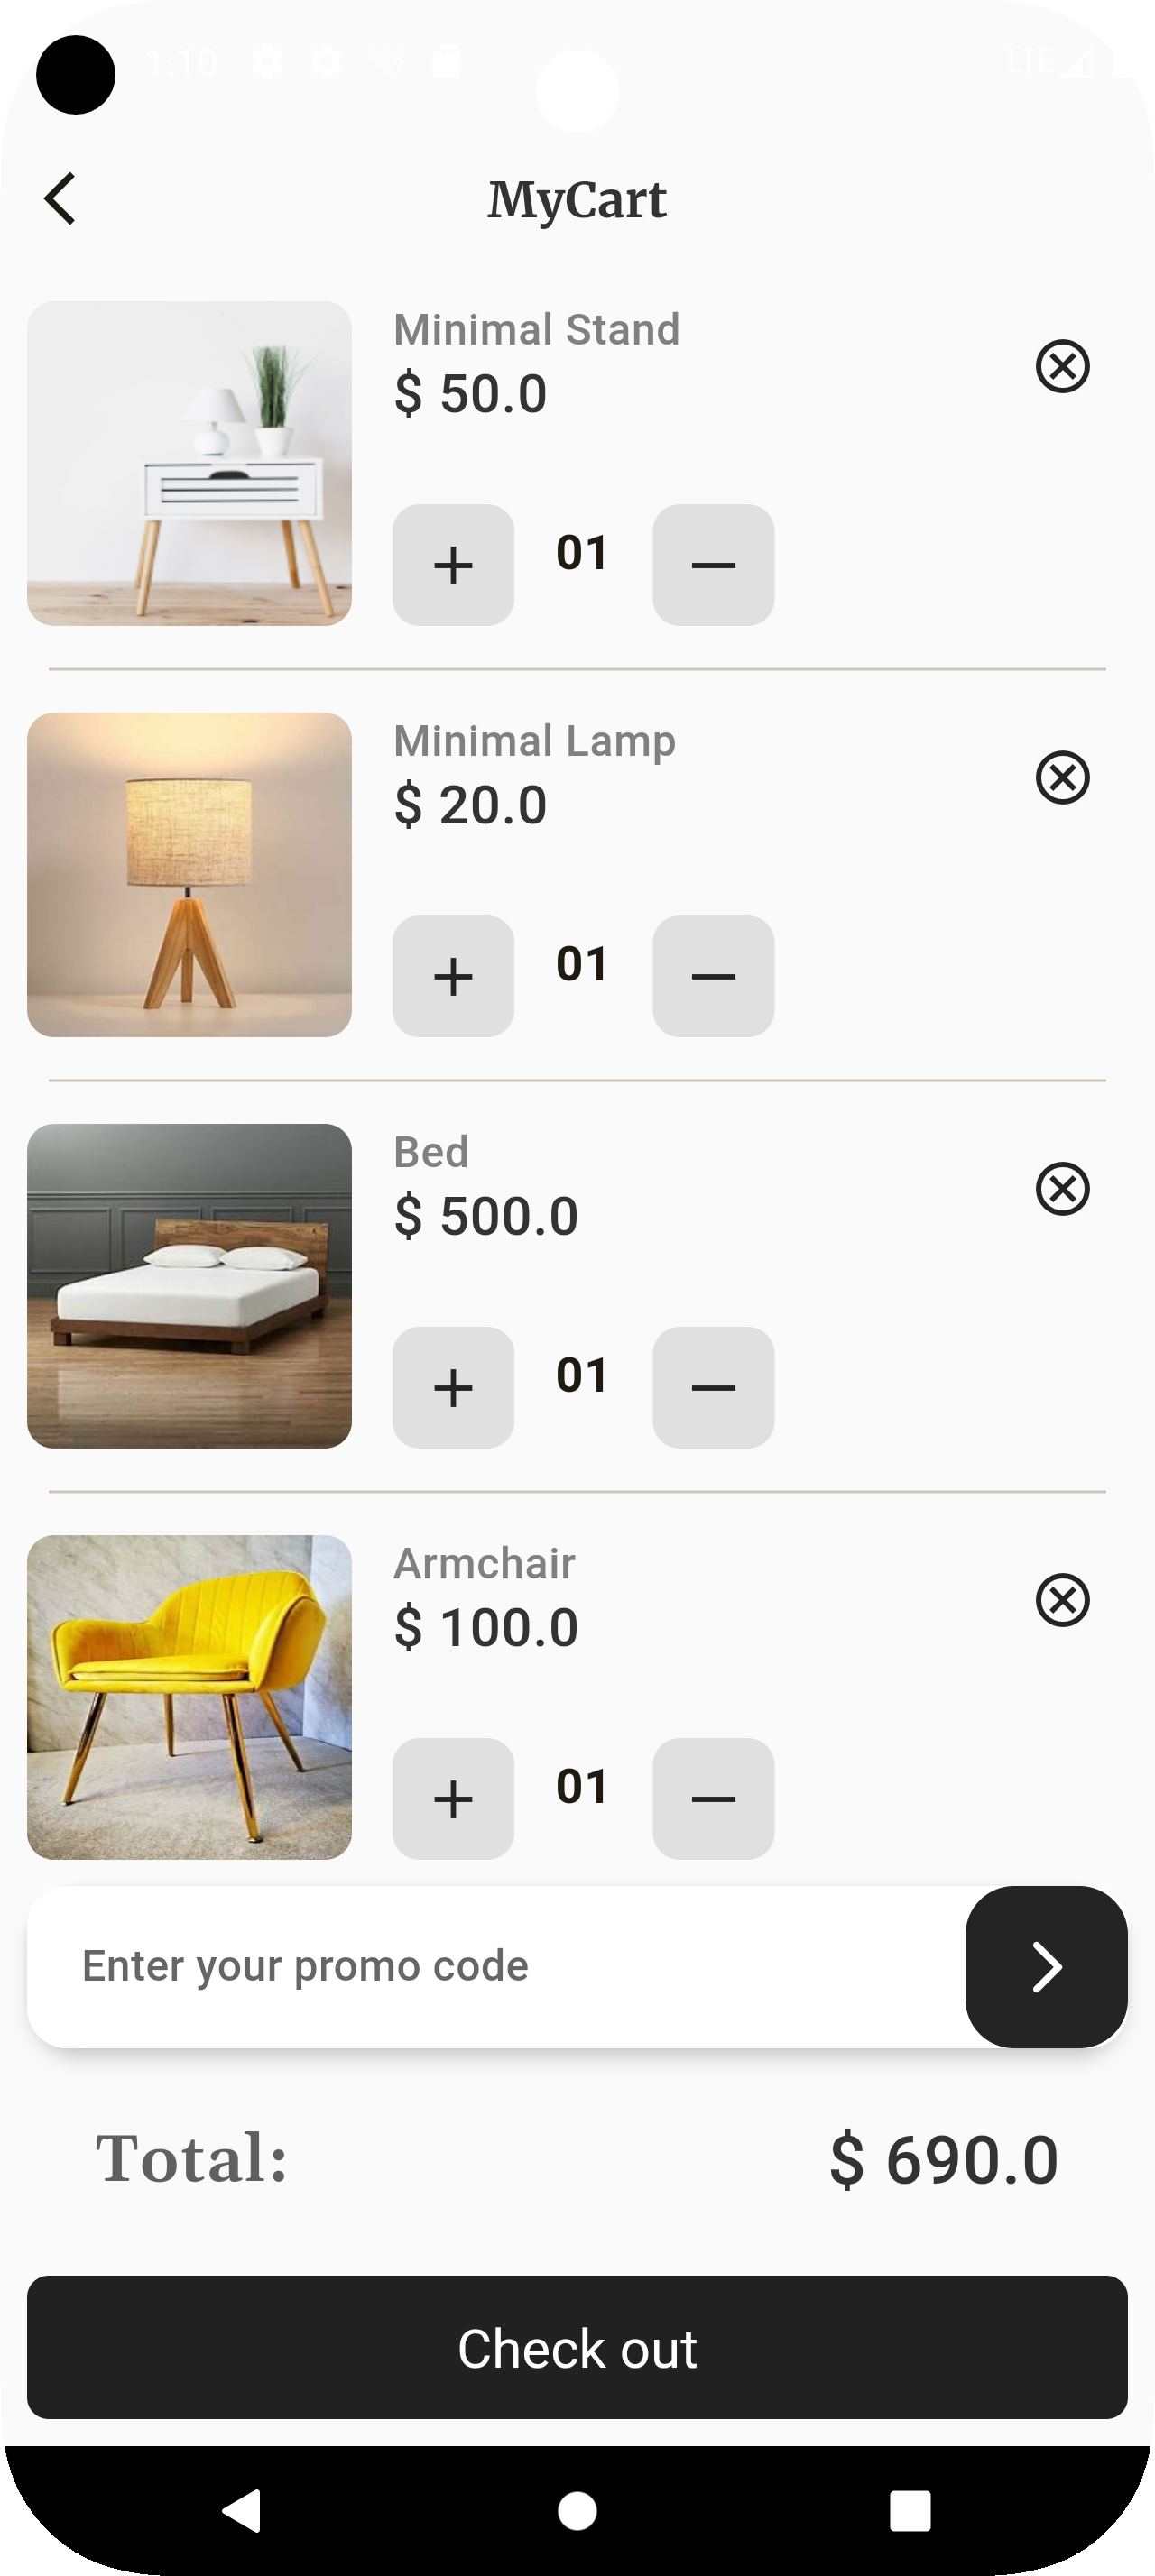 1:10 LTE
MyCart
Minimal Stand
$ 50.0
01
Minimal Lamp
$ 20.0
01
Bed
$ 500.0
01
Armchair
$ 100.0
01
Enter your promo code
Total: $ 690.0
Check out